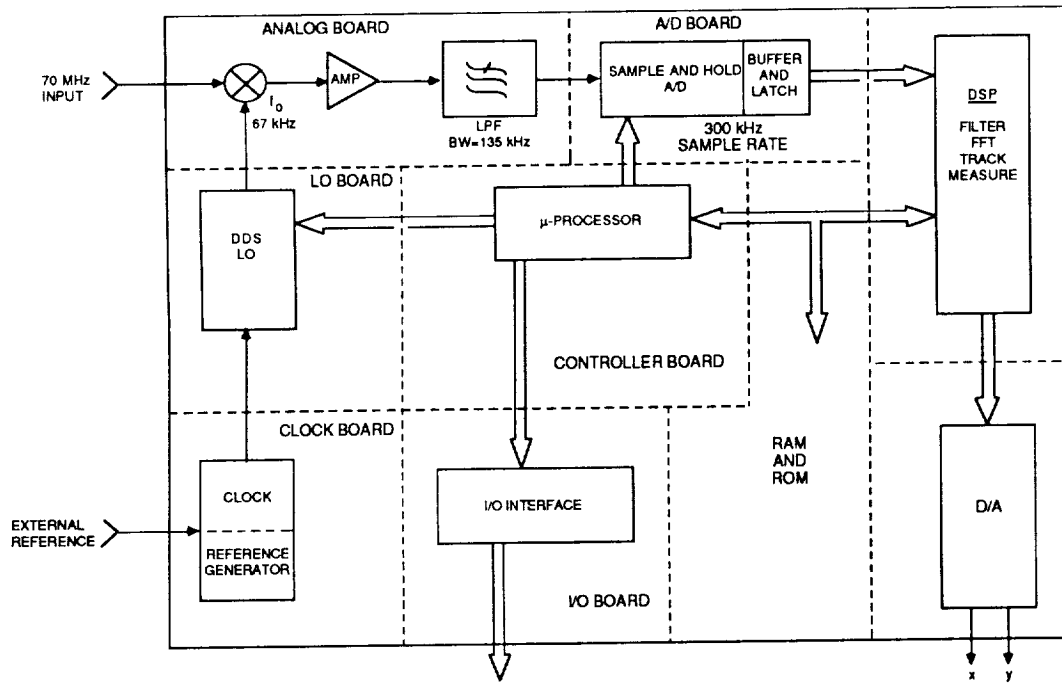 ANALOG BOARD
A/D BOARD
70 MHz
INPUT
AMP
I₀
67 kHz
LPF
BW=135 kHz
SAMPLE AND HOLD
A/D
BUFFER
AND
LATCH
300 kHz
SAMPLE RATE
DSP
FILTER
FFT
TRACK
MEASURE
LO BOARD
DDS
LO
μ-PROCESSOR
CONTROLLER BOARD
CLOCK BOARD
RAM
AND
ROM
EXTERNAL
REFERENCE
CLOCK
REFERENCE
GENERATOR
I/O INTERFACE
I/O BOARD
D/A
x
y